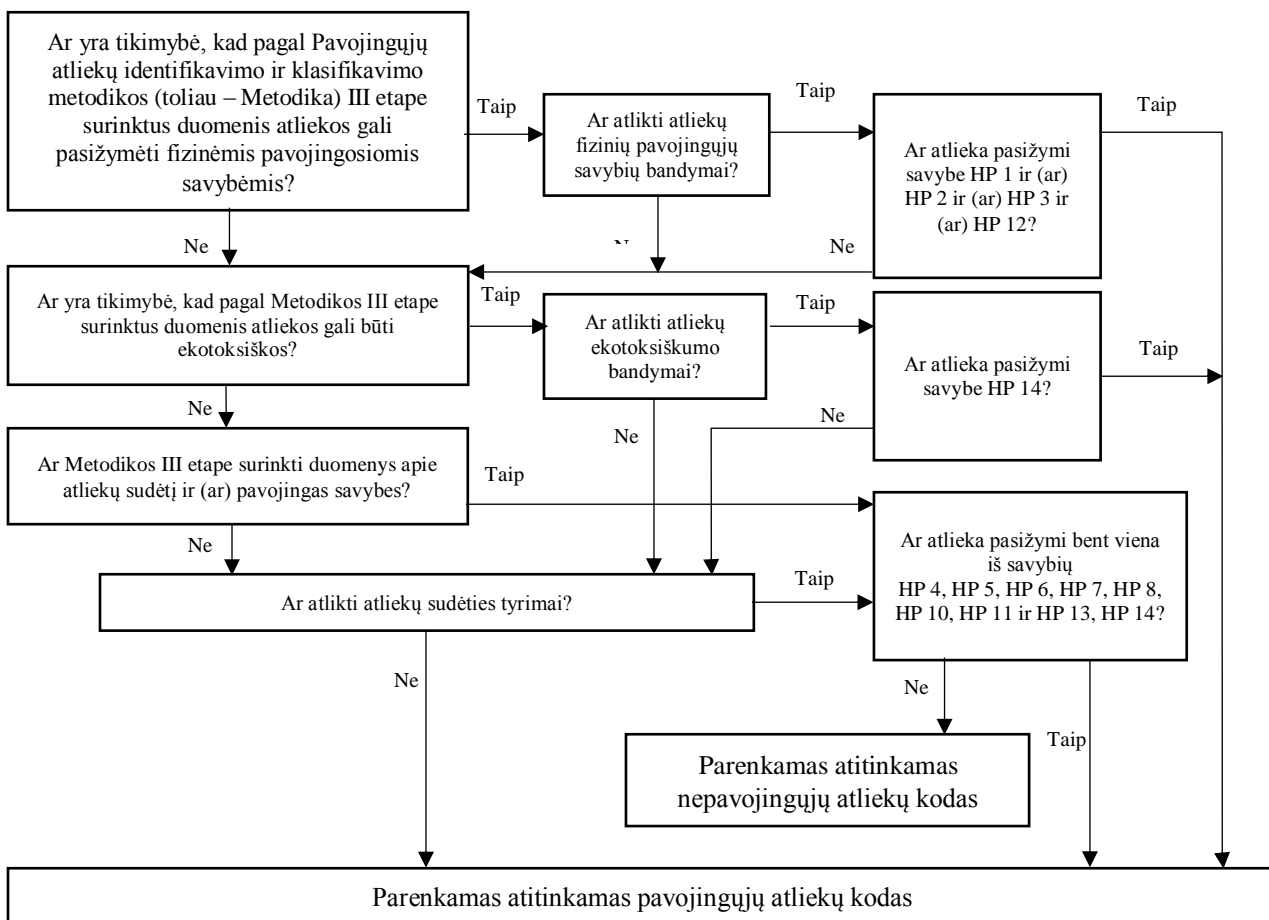 Ar yra tikimybė, kad pagal Pavojingųjų
atliekų identifikavimo ir klasifikavimo
metodikos (toliau – Metodika) III etape
surinktus duomenis atliekos gali
pasižymėti fizinėmis pavojingosiomis
savybėmis?
Taip
Ar atlikti atliekų
fizinių pavojingųjų
savybių bandymai?
Taip
Ar atlieka pasižymi
savybe HP 1 ir (ar)
HP 2 ir (ar) HP 3 ir
(ar) HP 12?
Taip
Ne
Ne
Ar yra tikimybė, kad pagal Metodikos III etape
surinktus duomenis atliekos gali būti
ekotoksiškos?
Taip
Ar atlikti atliekų
ekotoksiškumo
bandymai?
Taip
Ar atlieka pasižymi
savybe HP 14?
Taip
Ne
Ne
Ne
Ar Metodikos III etape surinkti duomenys apie
atliekų sudėtį ir (ar) pavojingas savybes?
Taip
Ne
Ar atlikti atliekų sudėties tyrimai?
Taip
Ar atlieka pasižymi bent viena
iš savybių
HP 4, HP 5, HP 6, HP 7, HP 8,
HP 10, HP 11 ir HP 13, HP 14?
Ne
Ne
Taip
Parenkamas atitinkamas
nepavojingųjų atliekų kodas
Parenkamas atitinkamas pavojingųjų atliekų kodas